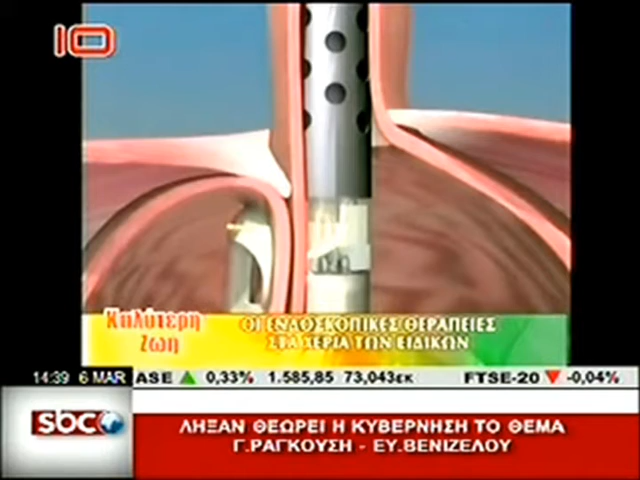 10
Καλύτερη
Ζωη
ΟΙ ΕΝΔΟΣΚΟΠΙΚΕΣ ΘΕΡΑΠΕΙΕΣ
ΣΤΑ ΧΕΡΙΑ ΤΩΝ ΕΙΔΙΚΩΝ
14:39 6 MAR ASE ▲ 0,33% 1.585,85 73,043εκ FTSE-20 ▼ -0,04%
sbc
ΛΗΞΑΝ ΘΕΩΡΕΙ Η ΚΥΒΕΡΝΗΣΗ ΤΟ ΘΕΜΑ
Γ.ΡΑΓΚΟΥΣΗ - ΕΥ.ΒΕΝΙΖΕΛΟΥ